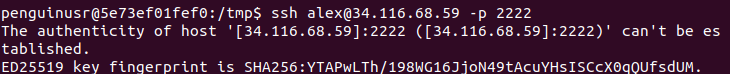 penguinusr@5e73ef01fef0:/tmp$ ssh alex@34.116.68.59 -p 2222
The authenticity of host '[34.116.68.59]:2222 ([34.116.68.59]:2222)' can't be es
tablished.
ED25519 key fingerprint is SHA256:YTAPwLTh/198WG16JjoN49tAcuYHsISCcX0qQUfsdUM.